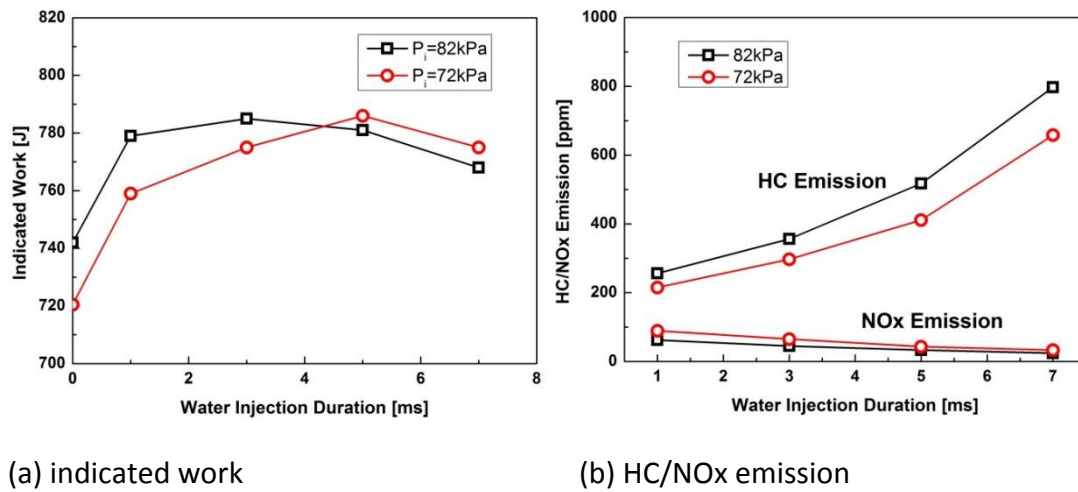 820
800
780
760
740
720
700
0
2
4
6
8
Indicated Work [J]
Water Injection Duration [ms]
Pi=82kPa
Pi=72kPa
1000
800
600
400
200
0
1
2
3
4
5
6
7
HC/NOx Emission [ppm]
Water Injection Duration [ms]
82kPa
72kPa
HC Emission
NOx Emission
(a) indicated work
(b) HC/NOx emission